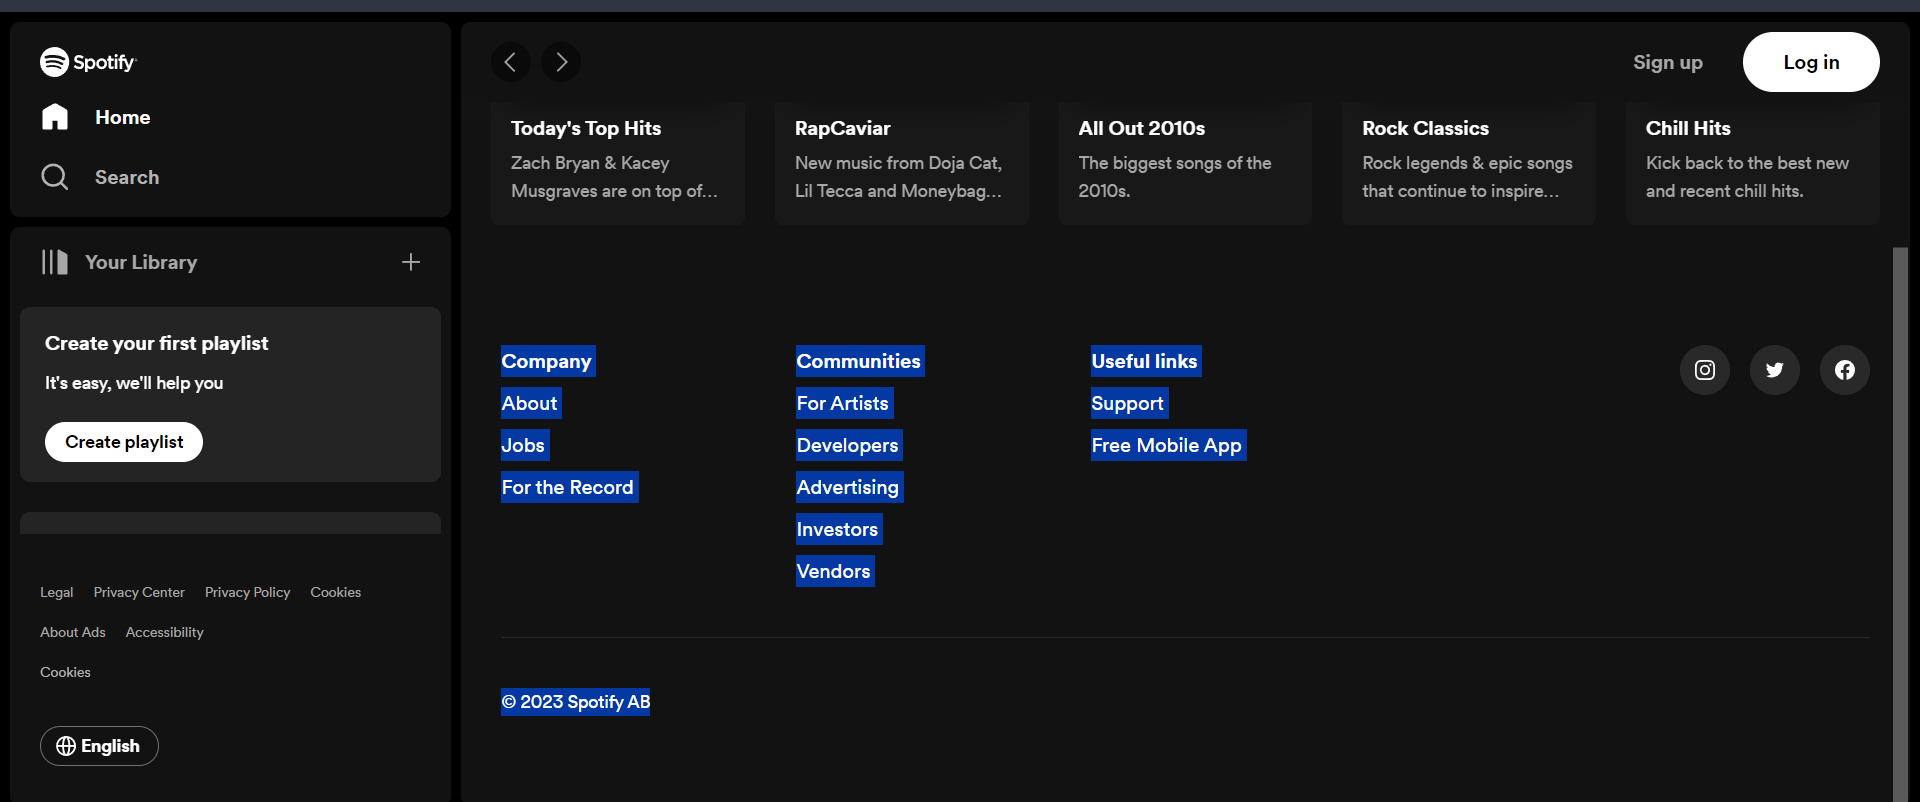 Spotify
Home
Search
Your Library
Create your first playlist
It's easy, we'll help you
Create playlist
Legal Privacy Center Privacy Policy Cookies
About Ads Accessibility
Cookies
English
Sign up Log in
Today's Top Hits
Zach Bryan & Kacey
Musgraves are on top of...
RapCaviar
New music from Doja Cat,
Lil Tecca and Moneybag...
All Out 2010s
The biggest songs of the
2010s.
Rock Classics
Rock legends & epic songs
that continue to inspire...
Chill Hits
Kick back to the best new
and recent chill hits.
Company
About
Jobs
For the Record
Communities
For Artists
Developers
Advertising
Investors
Vendors
Useful links
Support
Free Mobile App
© 2023 Spotify AB